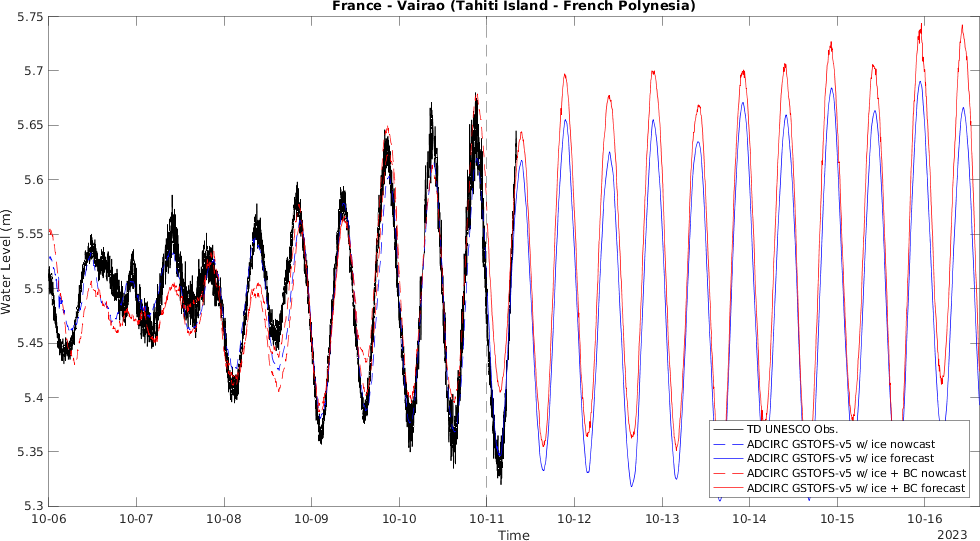 France - Vairao (Tahiti Island - French Polynesia)
5.75
5.7
5.65
5.6
5.55
5.5
5.45
5.4
5.35
5.3
Water Level (m)
TD UNESCO Obs.
ADCIRC GSTOFS-v5 w/ ice nowcast
ADCIRC GSTOFS-v5 w/ ice forecast
ADCIRC GSTOFS-v5 w/ ice + BC nowcast
ADCIRC GSTOFS-v5 w/ ice + BC forecast
10-06 10-07 10-08 10-09 10-10 10-11 10-12 10-13 10-14 10-15 10-16
Time
2023